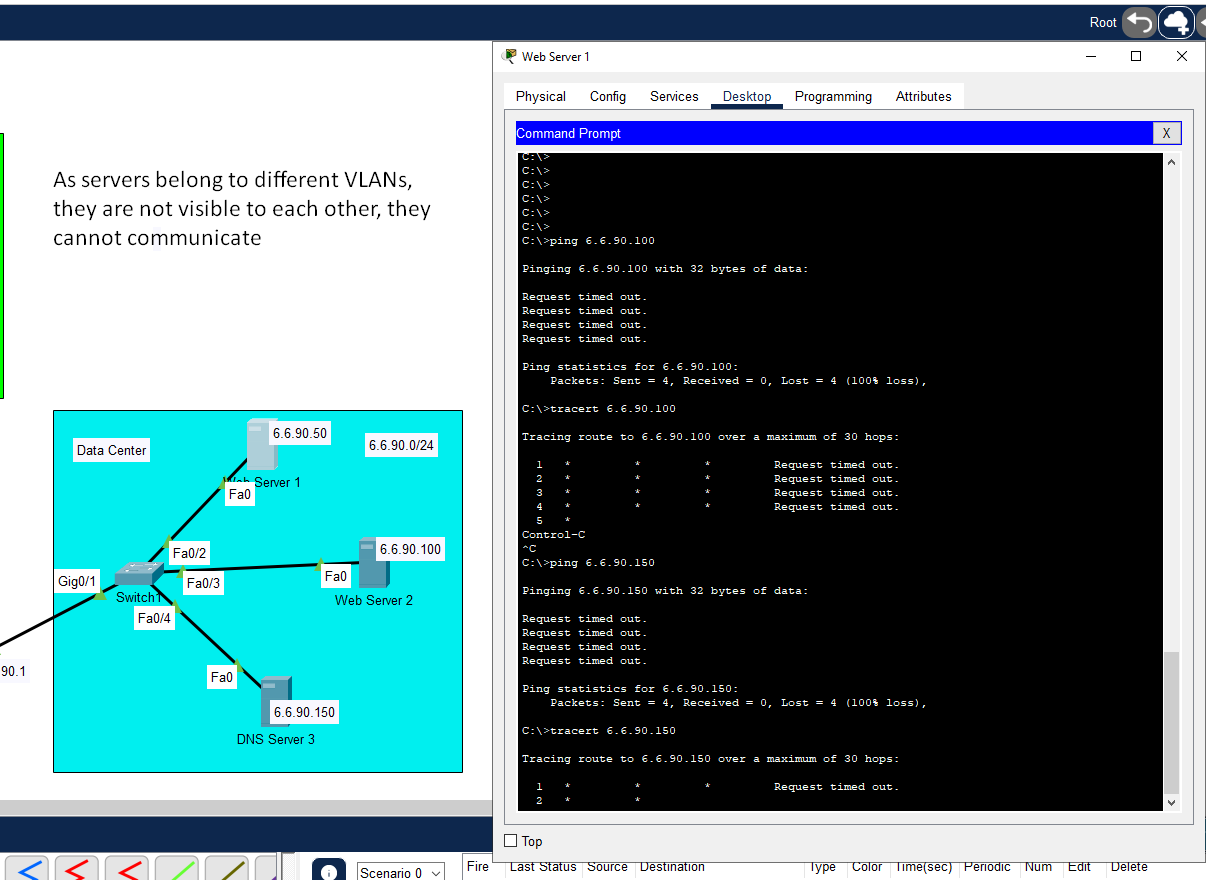 Root
Web Server 1
Physical Config Services Desktop Programming Attributes
Command Prompt X
C:\>
C:\>
C:\>
C:\>
C:\>
C:\>
C:\>ping 6.6.90.100
Pinging 6.6.90.100 with 32 bytes of data:
Request timed out.
Request timed out.
Request timed out.
Request timed out.
Ping statistics for 6.6.90.100:
Packets: Sent = 4, Received = 0, Lost = 4 (100% loss),
C:\>tracert 6.6.90.100
Tracing route to 6.6.90.100 over a maximum of 30 hops:
1 * * * Request timed out.
2 * * * Request timed out.
3 * * * Request timed out.
4 * * * Request timed out.
5 *
Control-C
^C
C:\>ping 6.6.90.150
Pinging 6.6.90.150 with 32 bytes of data:
Request timed out.
Request timed out.
Request timed out.
Request timed out.
Ping statistics for 6.6.90.150:
Packets: Sent = 4, Received = 0, Lost = 4 (100% loss),
C:\>tracert 6.6.90.150
Tracing route to 6.6.90.150 over a maximum of 30 hops:
1 * * * Request timed out.
2 * *
Top
As servers belong to different VLANs,
they are not visible to each other, they
cannot communicate
Data Center
6.6.90.50
6.6.90.0/24
Web Server 1
Fa0
Fa0/2
6.6.90.100
Gig0/1
Fa0/3
Fa0
Switch1
Web Server 2
Fa0/4
90.1
Fa0
6.6.90.150
DNS Server 3
Scenario 0
Fire Last Status Source Destination Type Color Time(sec) Periodic Num Edit Delete